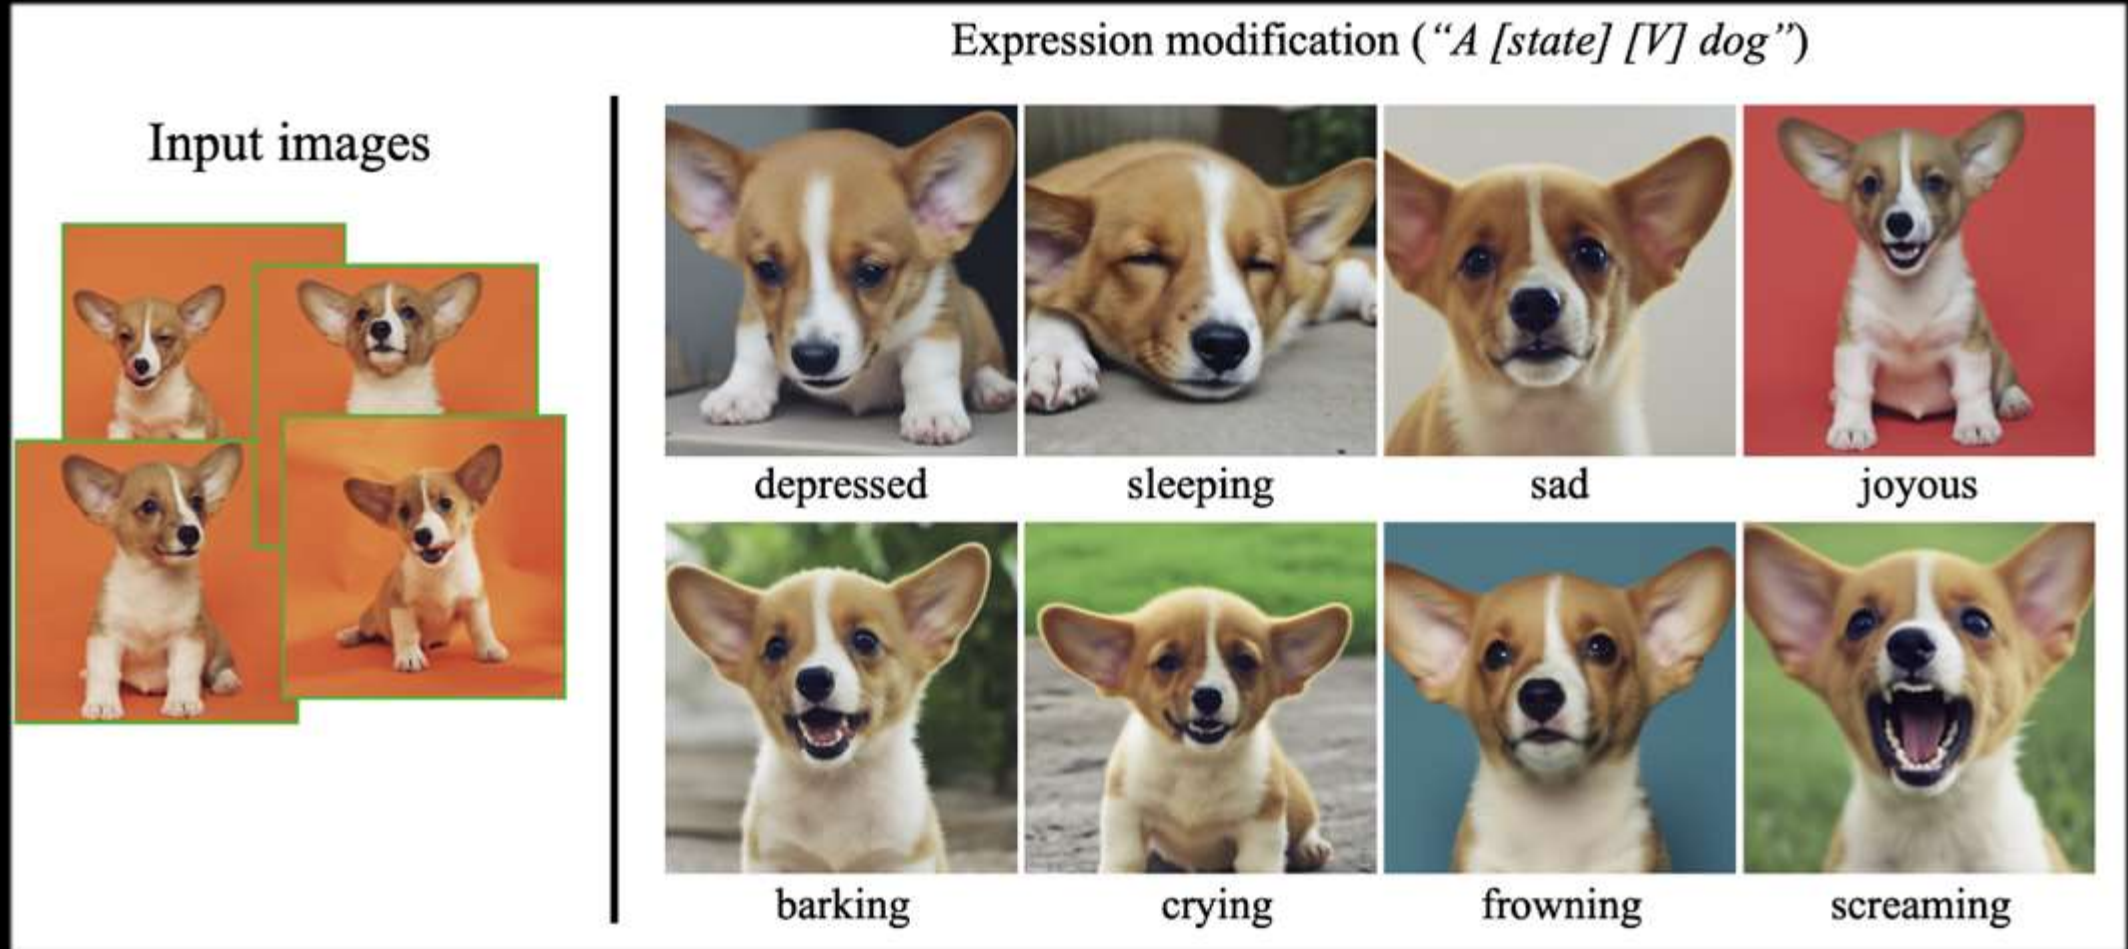 Expression modification (“A [state] [V] dog”)
Input images
depressed
sleeping
sad
joyous
barking
crying
frowning
screaming